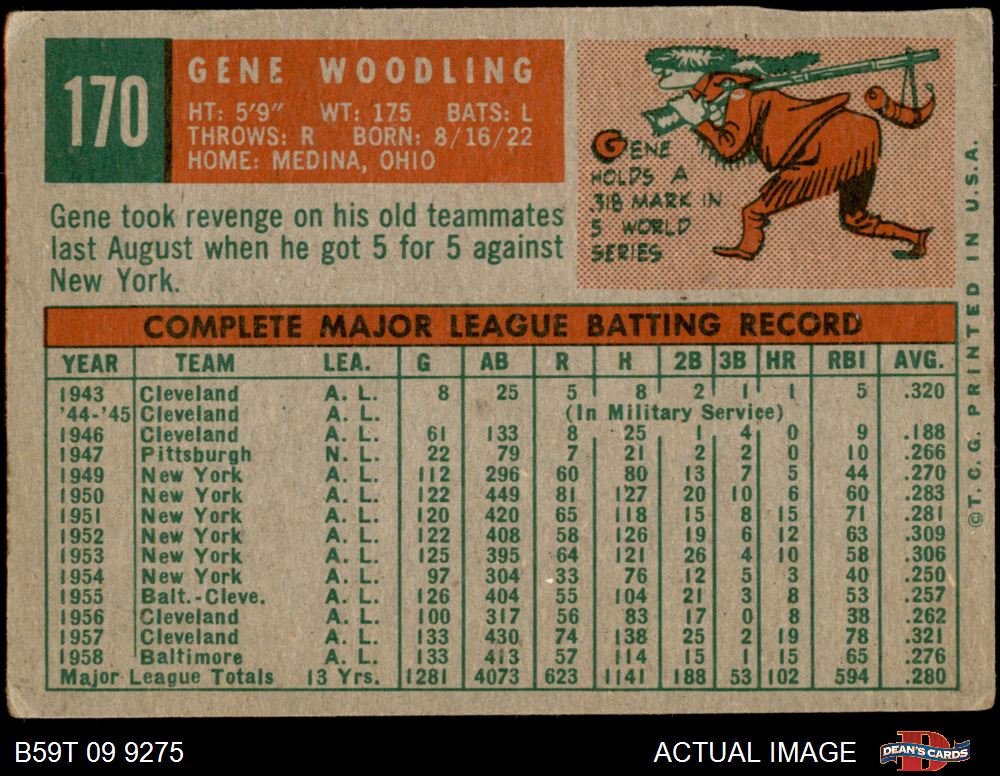 170
GENE WOODLING
HT: 5'9" WT: 175 BATS: L
THROWS: R BORN: 8/16/22
HOME: MEDINA, OHIO
GENE
HOLDS A
318 MARK IN
5 WORLD
SERIES
Gene took revenge on his old teammates
last August when he got 5 for 5 against
New York.
COMPLETE MAJOR LEAGUE BATTING RECORD
YEAR TEAM LEA. G AB R H 2B 3B HR RBI AVG.
1943 Cleveland A. L. 8 25 5 8 2 1 1 5 .320
'44-'45 Cleveland A. L. (In Military Service)
1946 Cleveland A. L. 61 133 8 25 1 4 0 9 .188
1947 Pittsburgh N. L. 22 79 7 21 2 2 0 10 .266
1949 New York A. L. 112 296 60 80 13 7 5 44 .270
1950 New York A. L. 122 449 81 127 20 10 6 60 .283
1951 New York A. L. 120 420 65 118 15 8 15 71 .281
1952 New York A. L. 122 408 58 126 19 6 12 63 .309
1953 New York A. L. 125 395 64 121 26 4 10 58 .306
1954 New York A. L. 97 304 33 76 12 5 3 40 .250
1955 Balt.-Cleve. A. L. 126 404 55 104 21 3 8 53 .257
1956 Cleveland A. L. 100 317 56 83 17 0 8 38 .262
1957 Cleveland A. L. 133 430 74 138 25 2 19 78 .321
1958 Baltimore A. L. 133 413 57 114 15 1 15 65 .276
Major League Totals 13 Yrs. 1281 4073 623 1141 188 53 102 594 .280
©T. C. G. PRINTED IN U.S.A.
B59T 09 9275
ACTUAL IMAGE
DEAN'S CARDS